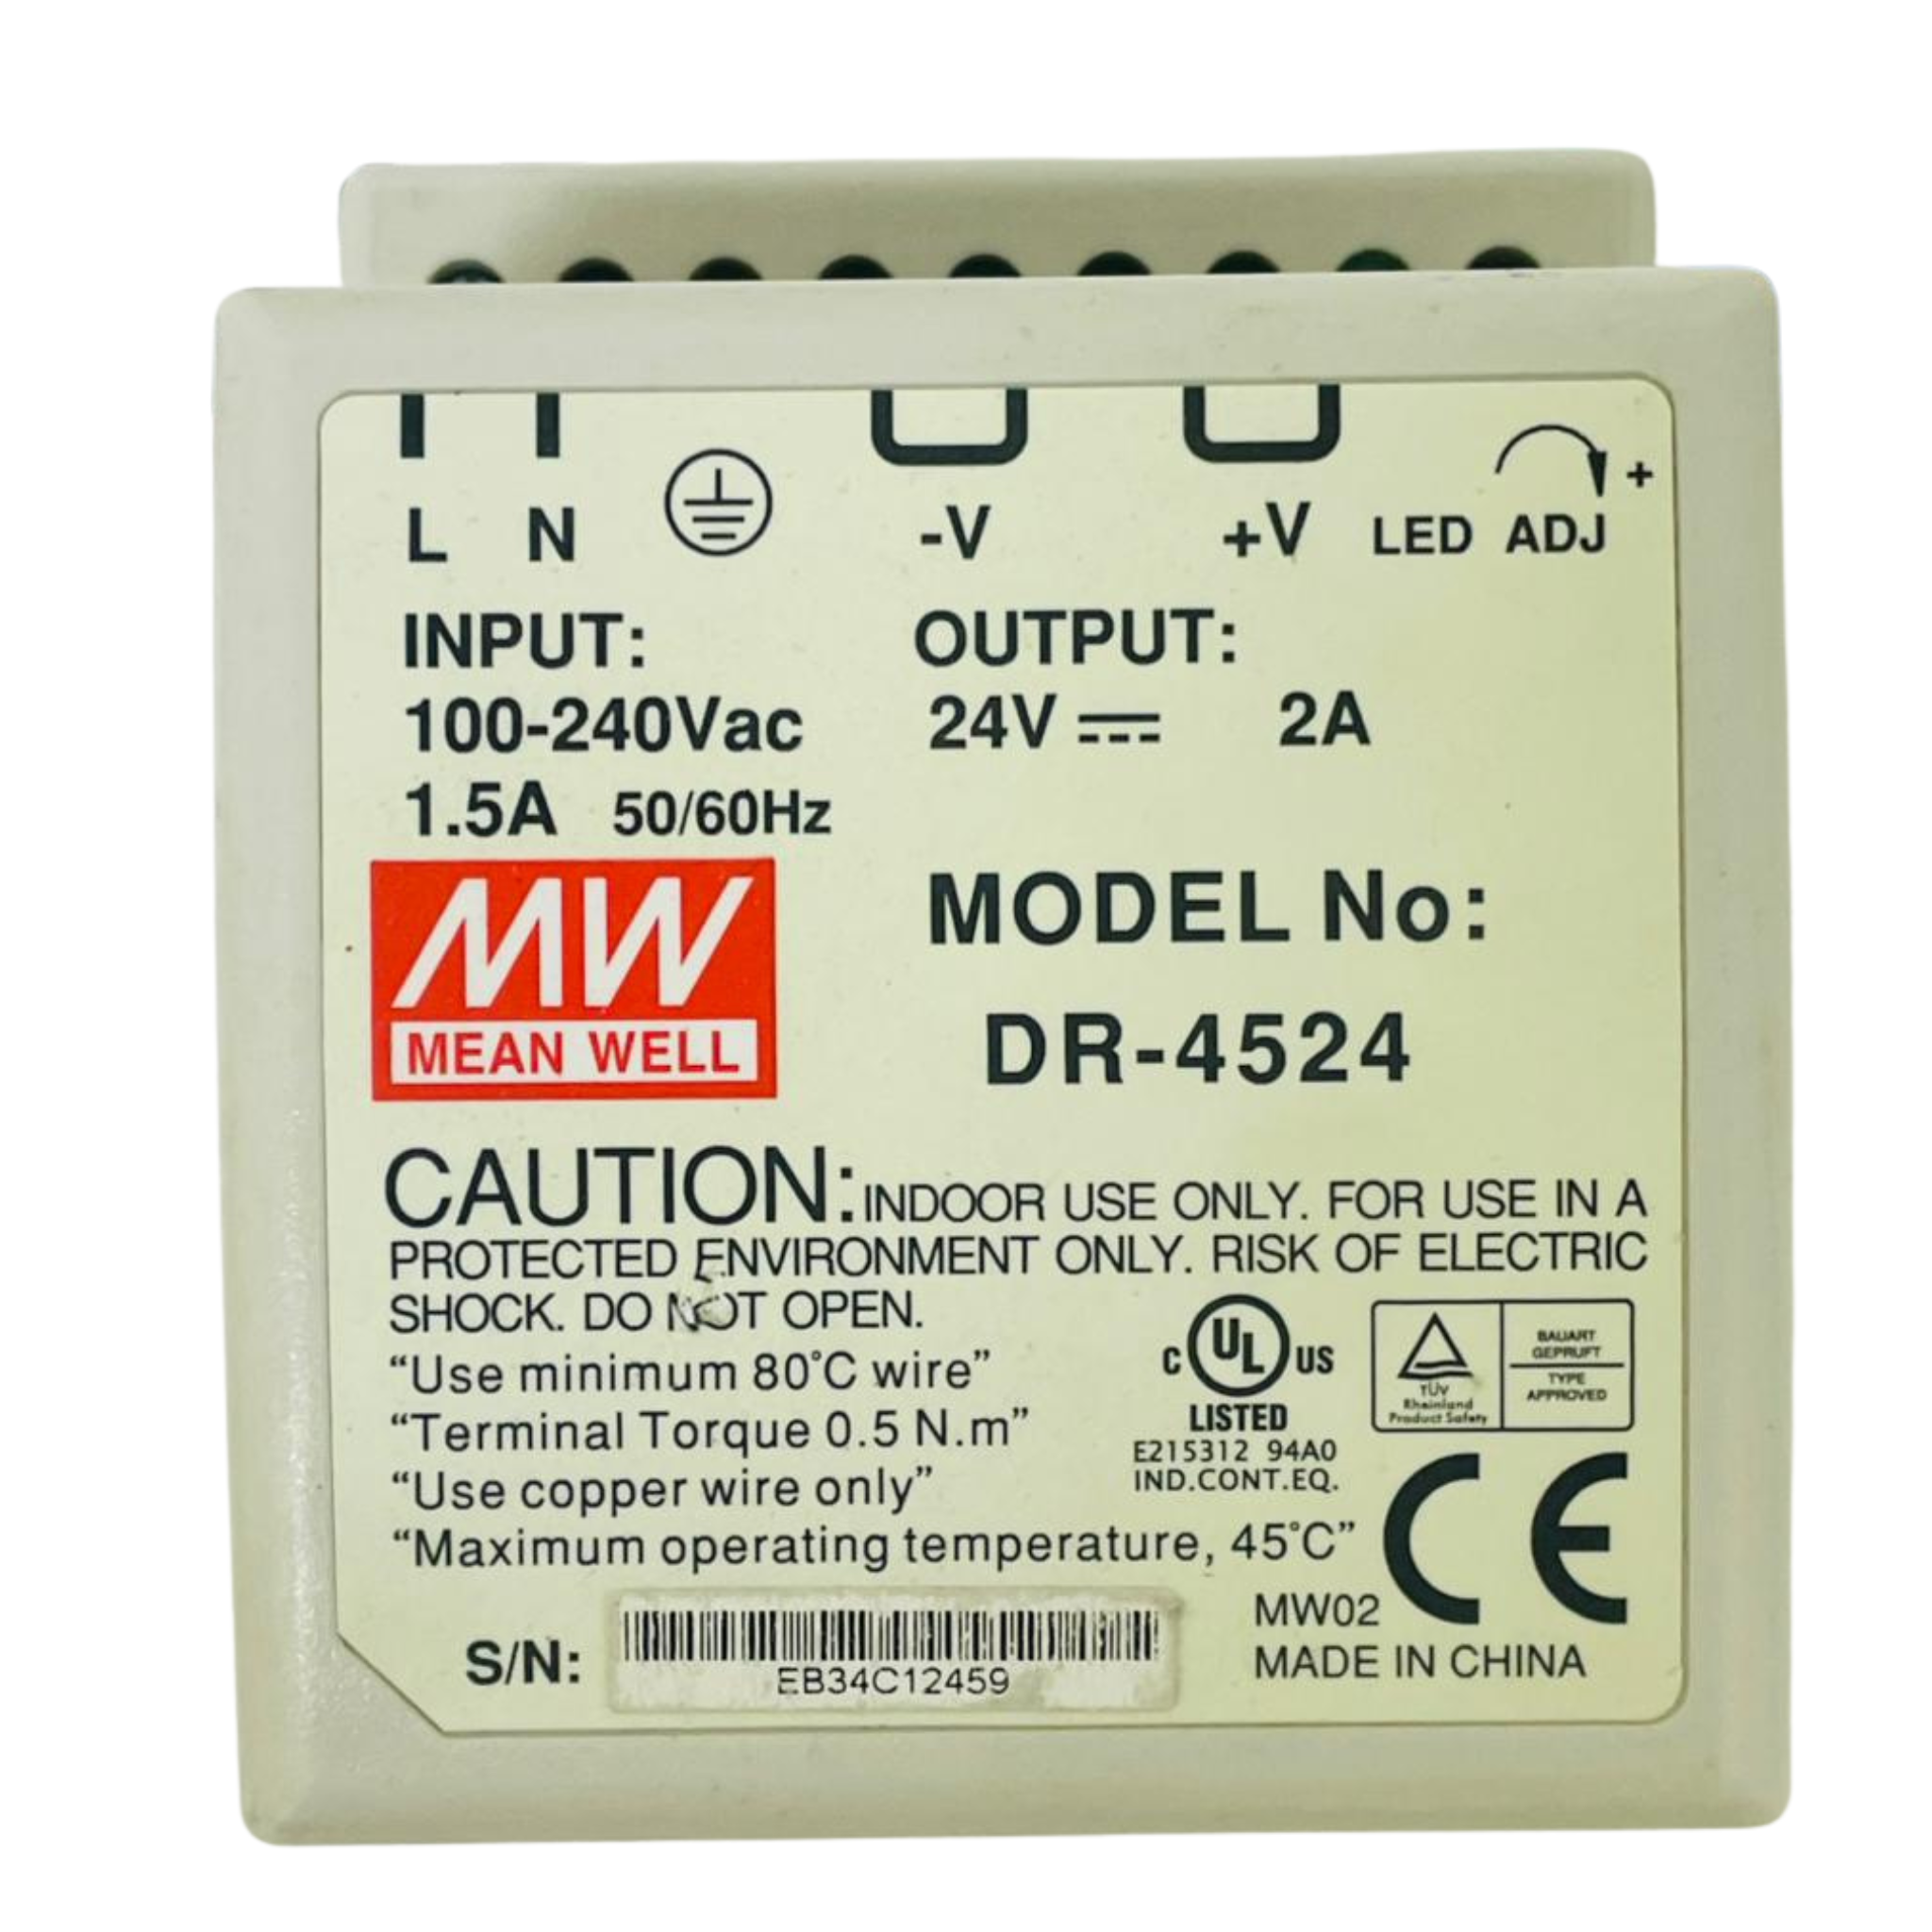 L N -V +V LED ADJ +
INPUT: OUTPUT:
100-240Vac 24V 2A
1.5A 50/60Hz
MW
MEAN WELL
MODEL No:
DR-4524
CAUTION: INDOOR USE ONLY. FOR USE IN A
PROTECTED ENVIRONMENT ONLY. RISK OF ELECTRIC
SHOCK. DO NOT OPEN.
“Use minimum 80°C wire”
“Terminal Torque 0.5 N.m”
“Use copper wire only”
“Maximum operating temperature, 45°C”
C UL US
LISTED
E215312 94A0
IND.CONT.EQ.
TÜV
Rheinland
Product Safety
BAUART
GEPRUFT
TYPE
APPROVED
CE
S/N: EB34C12459
MW02
MADE IN CHINA